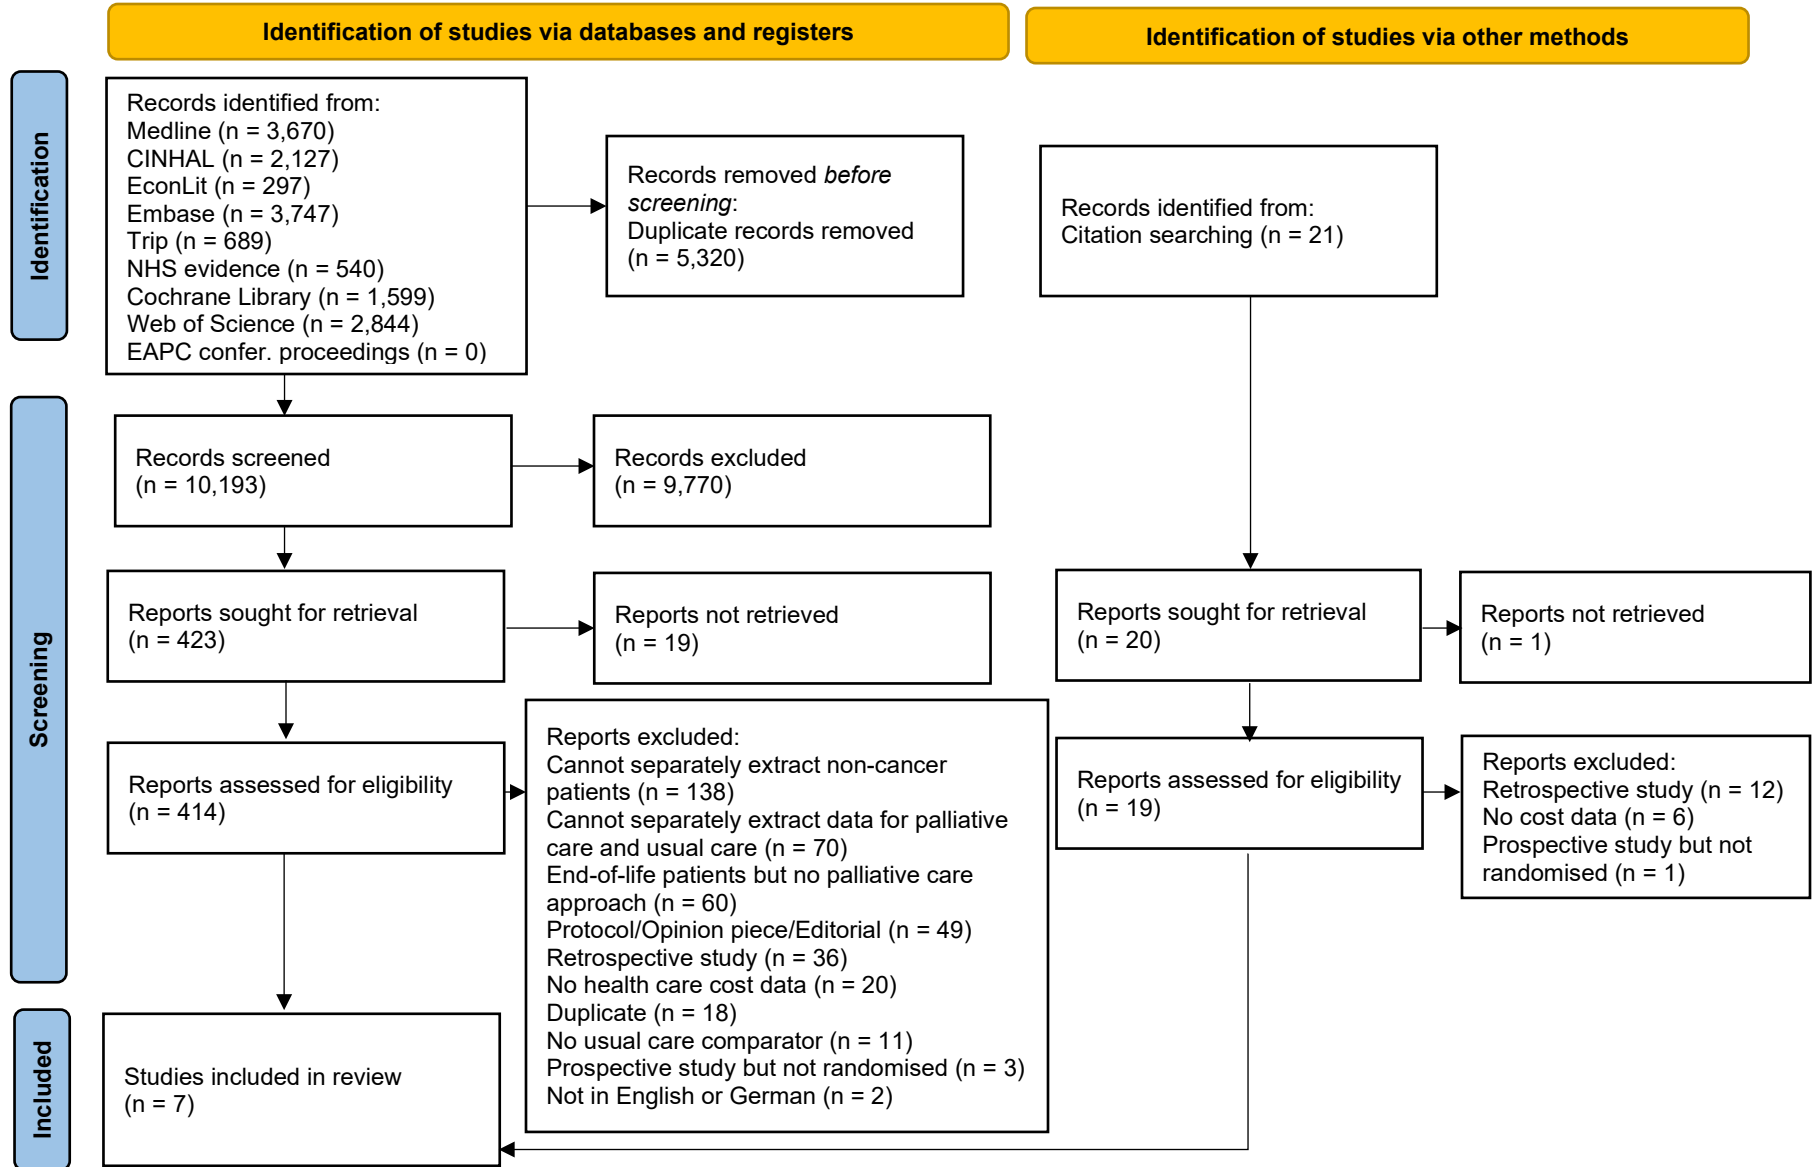 Identification of studies via databases and registers
Identification of studies via other methods
Identification
Records identified from:
Medline (n = 3,670)
CINHAL (n = 2,127)
EconLit (n = 297)
Embase (n = 3,747)
Trip (n = 689)
NHS evidence (n = 540)
Cochrane Library (n = 1,599)
Web of Science (n = 2,844)
EAPC confer. proceedings (n = 0)
Records removed before
screening:
Duplicate records removed
(n = 5,320)
Records identified from:
Citation searching (n = 21)
Screening
Records screened
(n = 10,193)
Records excluded
(n = 9,770)
Reports sought for retrieval
(n = 423)
Reports not retrieved
(n = 19)
Reports sought for retrieval
(n = 20)
Reports not retrieved
(n = 1)
Reports assessed for eligibility
(n = 414)
Reports excluded:
Cannot separately extract non-cancer
patients (n = 138)
Cannot separately extract data for palliative
care and usual care (n = 70)
End-of-life patients but no palliative care
approach (n = 60)
Protocol/Opinion piece/Editorial (n = 49)
Retrospective study (n = 36)
No health care cost data (n = 20)
Duplicate (n = 18)
No usual care comparator (n = 11)
Prospective study but not randomised (n = 3)
Not in English or German (n = 2)
Reports assessed for eligibility
(n = 19)
Reports excluded:
Retrospective study (n = 12)
No cost data (n = 6)
Prospective study but not
randomised (n = 1)
Included
Studies included in review
(n = 7)